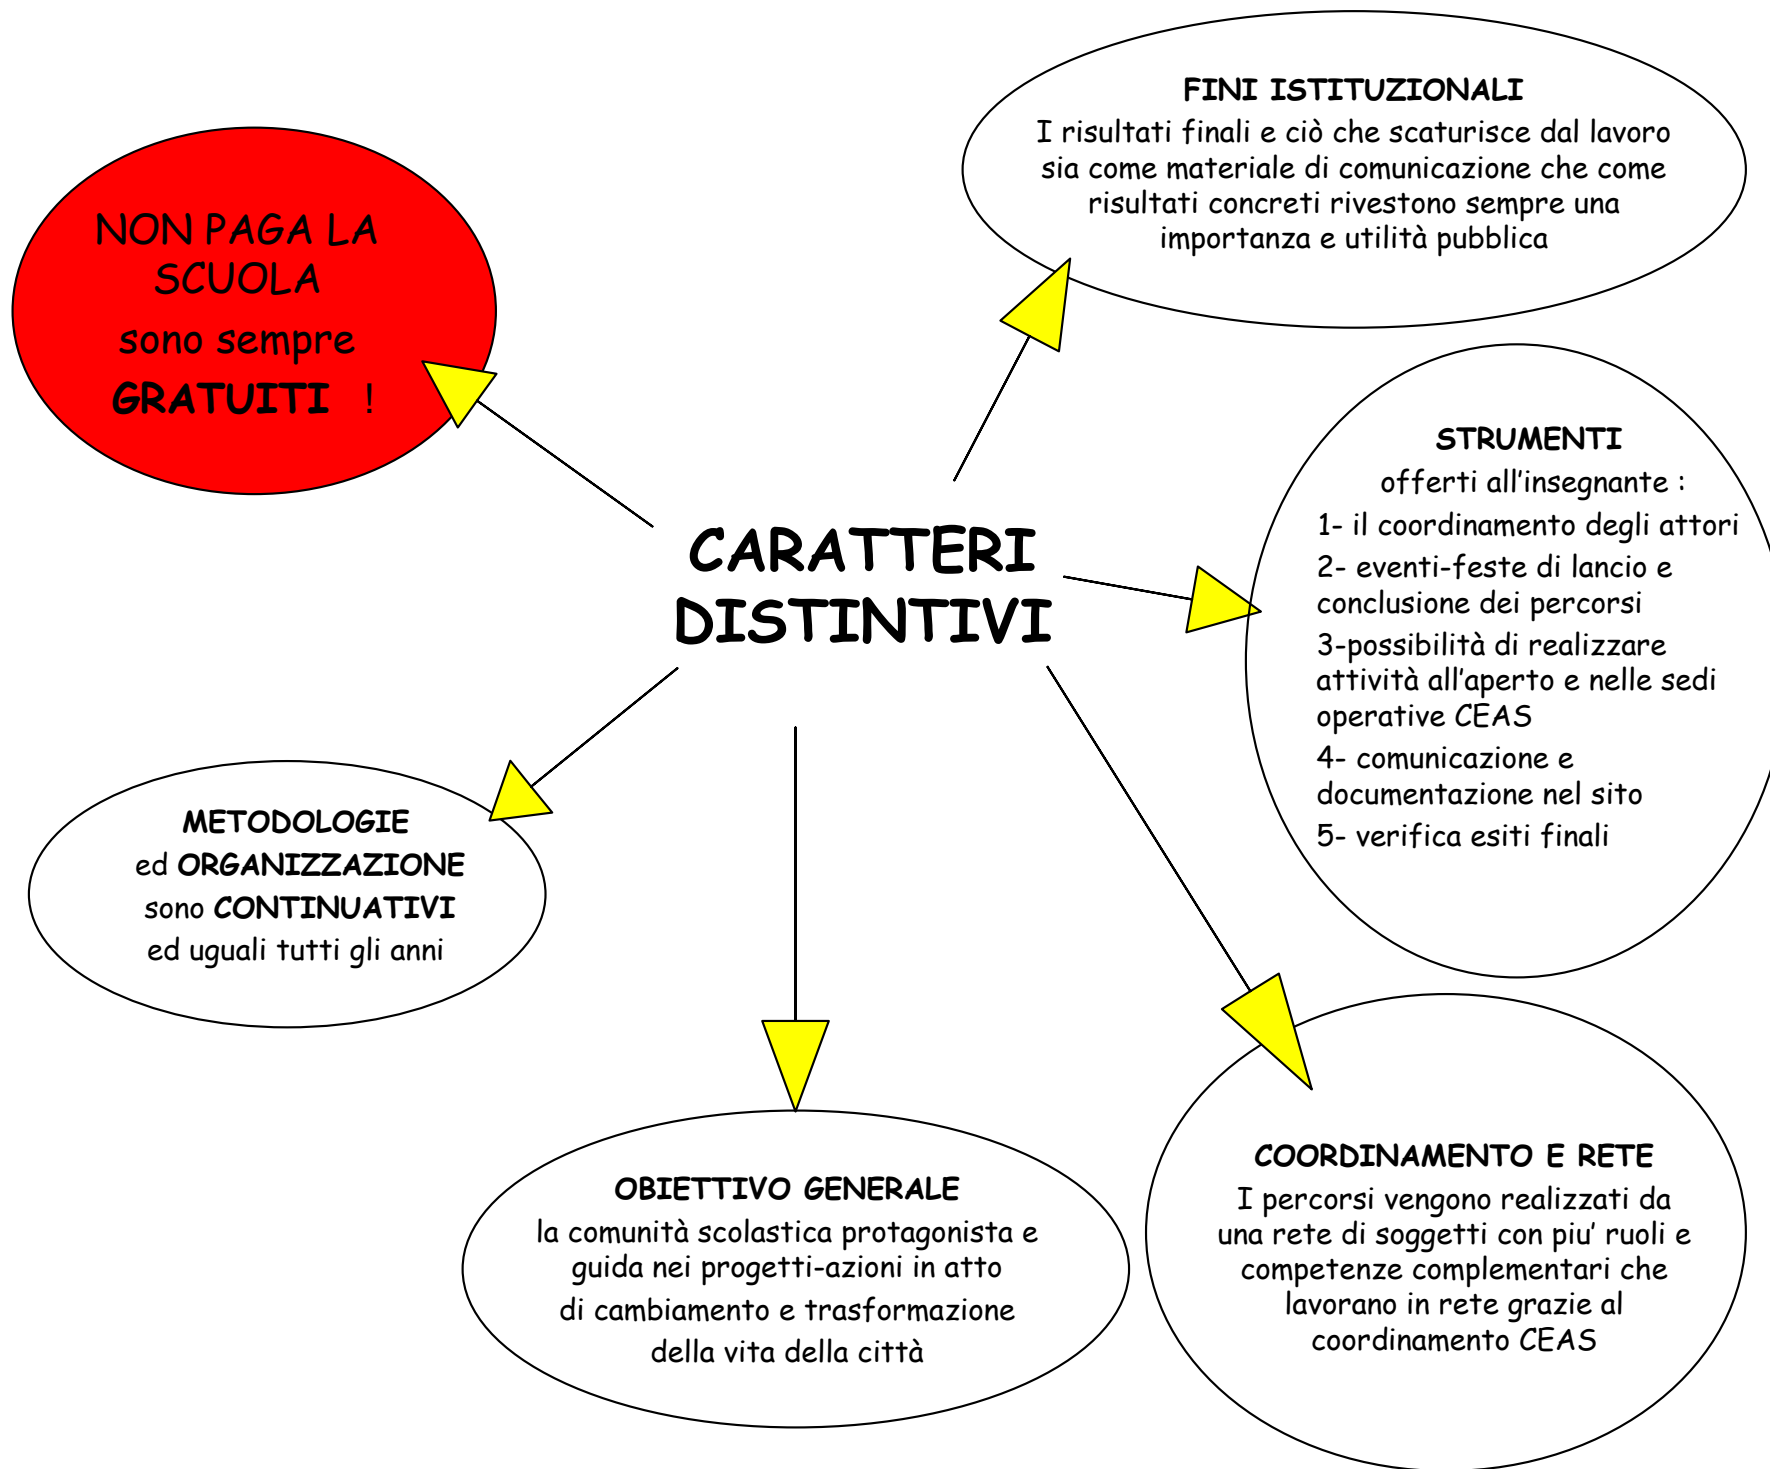 FINI ISTITUZIONALI
I risultati finali e ciò che scaturisce dal lavoro
sia come materiale di comunicazione che come
risultati concreti rivestono sempre una
importanza e utilità pubblica
NON PAGA LA
SCUOLA
sono sempre
GRATUITI !
STRUMENTI
offerti all'insegnante :
1- il coordinamento degli attori
2- eventi-feste di lancio e
conclusione dei percorsi
3-possibilità di realizzare
attività all'aperto e nelle sedi
operative CEAS
4- comunicazione e
documentazione nel sito
5- verifica esiti finali
CARATTERI
DISTINTIVI
METODOLOGIE
ed ORGANIZZAZIONE
sono CONTINUATIVI
ed uguali tutti gli anni
OBIETTIVO GENERALE
la comunità scolastica protagonista e
guida nei progetti-azioni in atto
di cambiamento e trasformazione
della vita della città
COORDINAMENTO E RETE
I percorsi vengono realizzati da
una rete di soggetti con piu' ruoli e
competenze complementari che
lavorano in rete grazie al
coordinamento CEAS